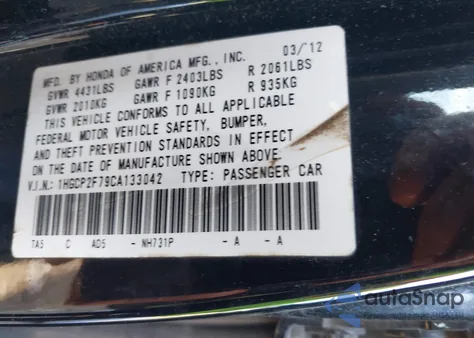 MFD. BY HONDA OF AMERICA MFG., INC. 03/12
GVWR 4431LBS GAWR F 2403LBS R 2061LBS
GVWR 2010KG GAWR F 1090KG R 935KG
THIS VEHICLE CONFORMS TO ALL APPLICABLE
FEDERAL MOTOR VEHICLE SAFETY, BUMPER,
AND THEFT PREVENTION STANDARDS IN EFFECT
ON THE DATE OF MANUFACTURE SHOWN ABOVE.
V.I.N.: 1HGCP2F79CA133042 TYPE: PASSENGER CAR
TA5 C AD5 - NH731P - A - A
autoSnap